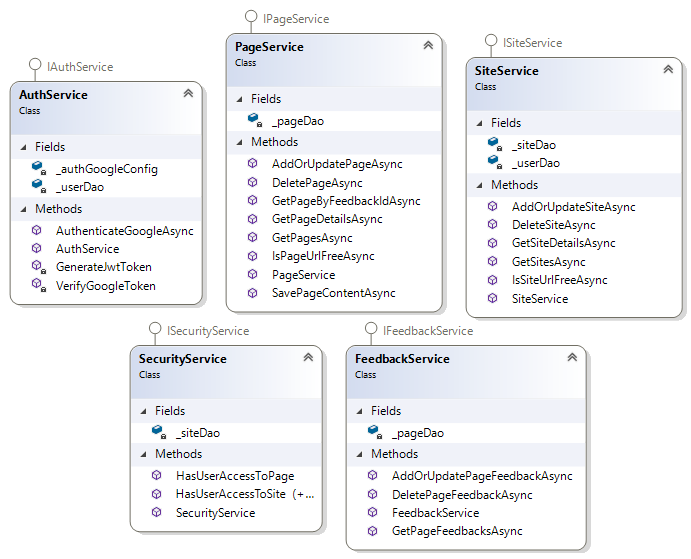 IAuthService
AuthService
Class
Fields
_authGoogleConfig
_userDao
Methods
AuthenticateGoogleAsync
AuthService
GenerateJwtToken
VerifyGoogleToken
IPageService
PageService
Class
Fields
_pageDao
Methods
AddOrUpdatePageAsync
DeletePageAsync
GetPageByFeedbackIdAsync
GetPageDetailsAsync
GetPagesAsync
IsPageUrlFreeAsync
PageService
SavePageContentAsync
ISiteService
SiteService
Class
Fields
_siteDao
_userDao
Methods
AddOrUpdateSiteAsync
DeleteSiteAsync
GetSiteDetailsAsync
GetSitesAsync
IsSiteUrlFreeAsync
SiteService
ISecurityService
SecurityService
Class
Fields
_siteDao
Methods
HasUserAccessToPage
HasUserAccessToSite (+...
SecurityService
IFeedbackService
FeedbackService
Class
Fields
_pageDao
Methods
AddOrUpdatePageFeedbackAsync
DeletePageFeedbackAsync
FeedbackService
GetPageFeedbacksAsync